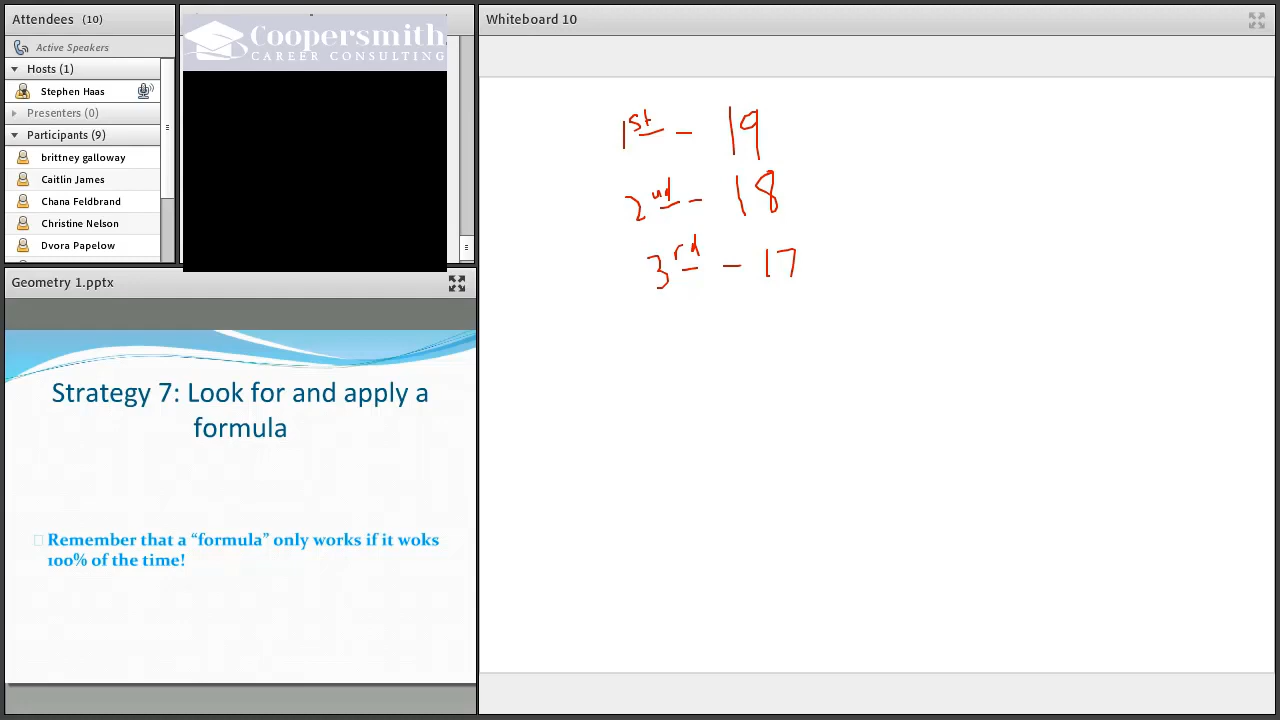 Attendees (10)
Active Speakers
Hosts (1)
Stephen Haas
Presenters (0)
Participants (9)
brittney galloway
Caitlin James
Chana Feldbrand
Christine Nelson
Dvora Papelow
Coopersmith
CAREER CONSULTING
Geometry 1.pptx
Strategy 7: Look for and apply a
formula
Remember that a “formula” only works if it woks
100% of the time!
Whiteboard 10
1st - 19
2nd - 18
3rd - 17